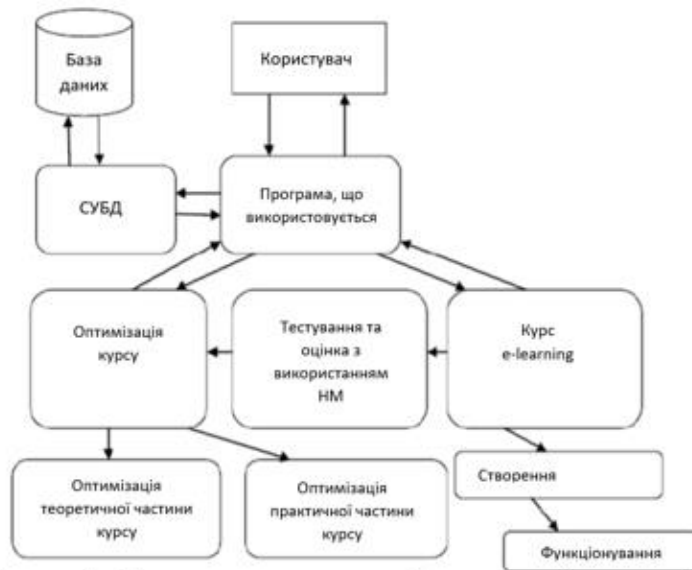 База
даних
Користувач
СУБД
Програма, що
використовується
Оптимізація
курсу
Тестування та
оцінка з
використанням
НМ
Курс
e-learning
Оптимізація
теоретичної частини
курсу
Оптимізація
практичної частини
курсу
Створення
Функціонування